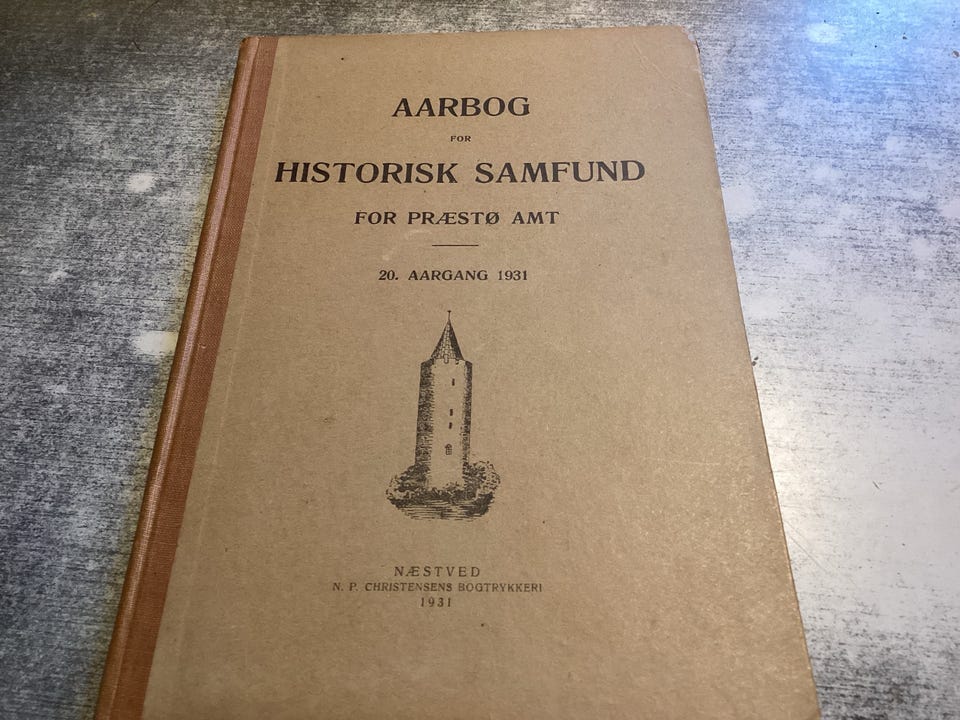 AARBOG
FOR
HISTORISK SAMFUND
FOR PRÆSTØ AMT
20. AARGANG 1931
NÆSTVED
N. P. CHRISTENSENS BOGTRYKKERI
1931